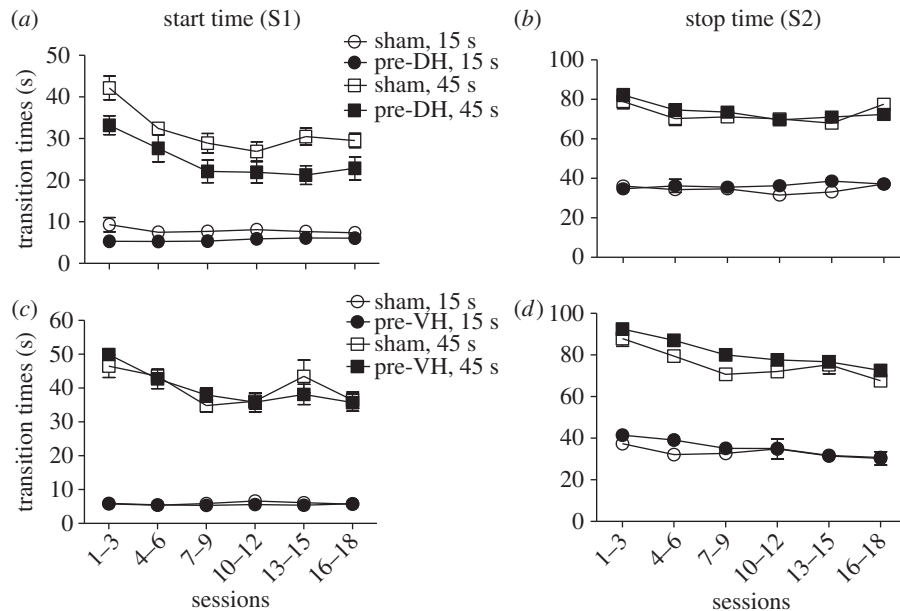 (a) start time (S1)
(b) stop time (S2)
transition times (s)
50
40
30
20
10
0
sham, 15 s
pre-DH, 15 s
sham, 45 s
pre-DH, 45 s
100
80
60
40
20
0
(c)
transition times (s)
60
50
40
30
20
10
0
sham, 15 s
pre-VH, 15 s
sham, 45 s
pre-VH, 45 s
(d)
100
80
60
40
20
0
1–3
4–6
7–9
10–12
13–15
16–18
sessions
1–3
4–6
7–9
10–12
13–15
16–18
sessions